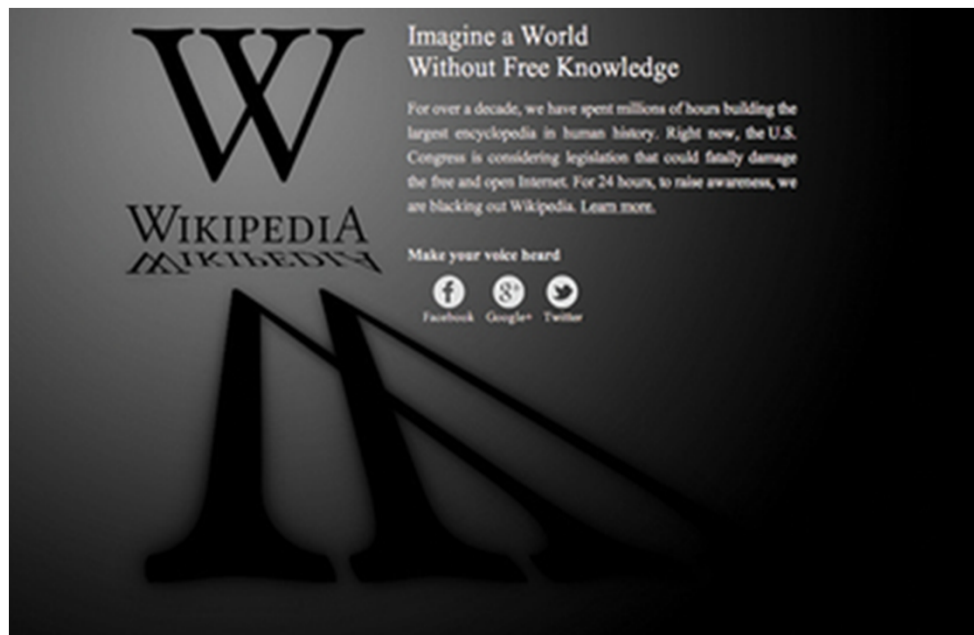 W
WIKIPEDIA
Imagine a World
Without Free Knowledge
For over a decade, we have spent millions of hours building the
largest encyclopedia in human history. Right now, the U.S.
Congress is considering legislation that could fatally damage
the free and open Internet. For 24 hours, to raise awareness, we
are blacking out Wikipedia. Learn more.
Make your voice heard
Facebook Google+ Twitter